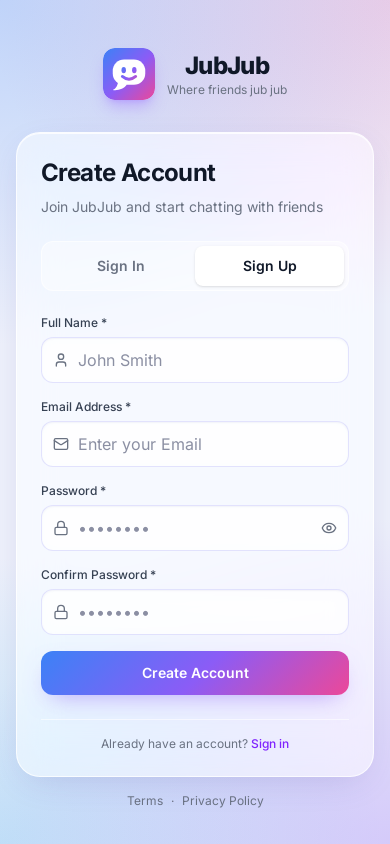 JubJub
Where friends jub jub
Create Account
Join JubJub and start chatting with friends
Sign In
Sign Up
Full Name *
John Smith
Email Address *
Enter your Email
Password *
••••••••
Confirm Password *
••••••••
Create Account
Already have an account? Sign in
Terms · Privacy Policy